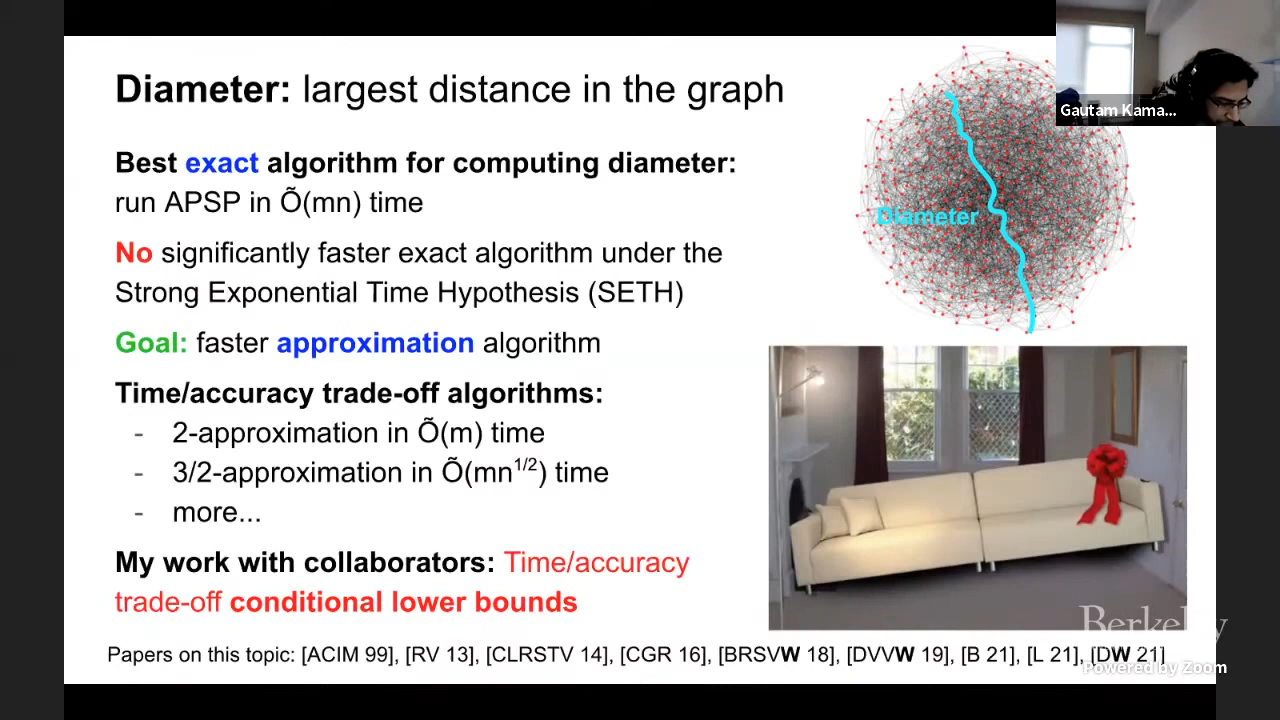 Diameter: largest distance in the graph
Gautam Kama...
Best exact algorithm for computing diameter:
run APSP in Õ(mn) time
Diameter
No significantly faster exact algorithm under the
Strong Exponential Time Hypothesis (SETH)
Goal: faster approximation algorithm
Time/accuracy trade-off algorithms:
- 2-approximation in Õ(m) time
- 3/2-approximation in Õ(mn^1/2) time
- more...
My work with collaborators: Time/accuracy
trade-off conditional lower bounds
Berkeley
Papers on this topic: [ACIM 99], [RV 13], [CLRSTV 14], [CGR 16], [BRSVW 18], [DVVW 19], [B 21], [L 21], [DW 21]
Powered by Zoom